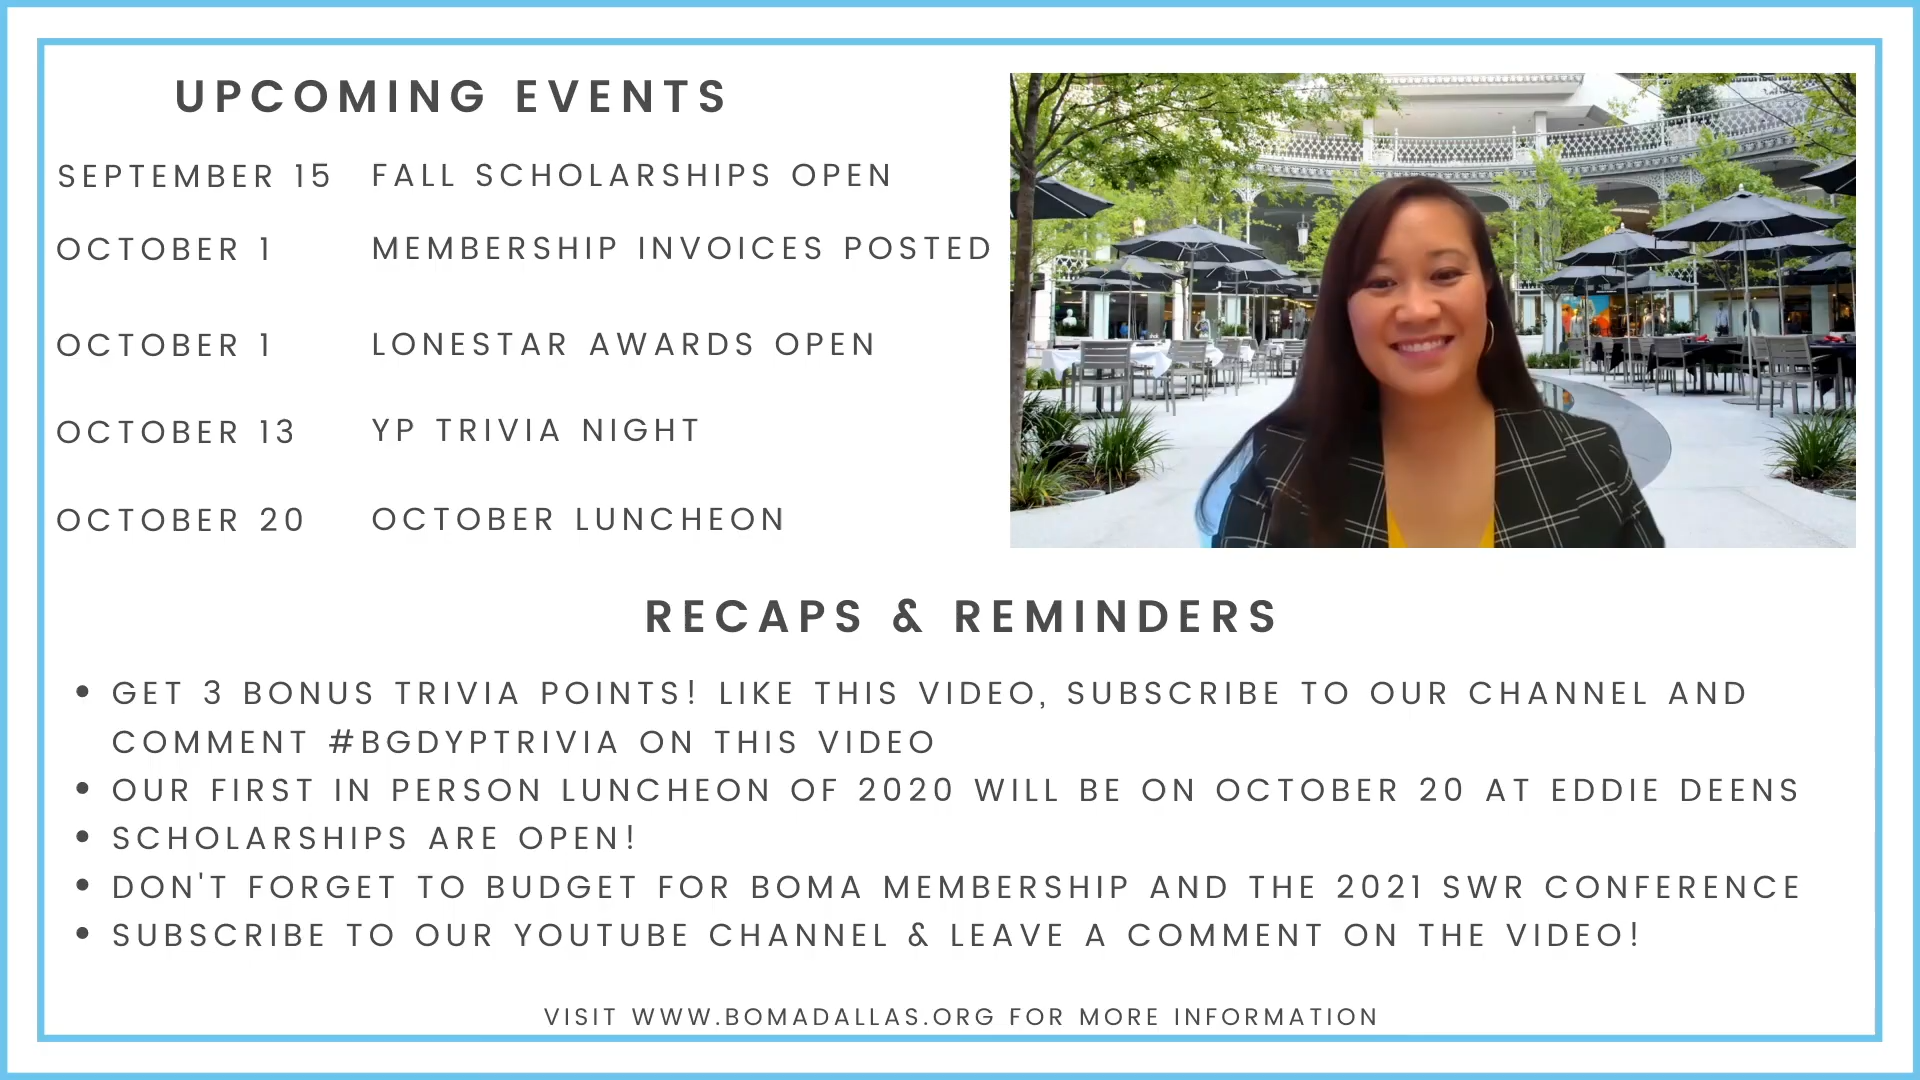 UPCOMING EVENTS
SEPTEMBER 15 FALL SCHOLARSHIPS OPEN
OCTOBER 1 MEMBERSHIP INVOICES POSTED
OCTOBER 1 LONESTAR AWARDS OPEN
OCTOBER 13 YP TRIVIA NIGHT
OCTOBER 20 OCTOBER LUNCHEON
RECAPS & REMINDERS
• GET 3 BONUS TRIVIA POINTS! LIKE THIS VIDEO, SUBSCRIBE TO OUR CHANNEL AND
COMMENT #BGDYPTRIVIA ON THIS VIDEO
• OUR FIRST IN PERSON LUNCHEON OF 2020 WILL BE ON OCTOBER 20 AT EDDIE DEENS
• SCHOLARSHIPS ARE OPEN!
• DON'T FORGET TO BUDGET FOR BOMA MEMBERSHIP AND THE 2021 SWR CONFERENCE
• SUBSCRIBE TO OUR YOUTUBE CHANNEL & LEAVE A COMMENT ON THE VIDEO!
VISIT WWW.BOMADALLAS.ORG FOR MORE INFORMATION